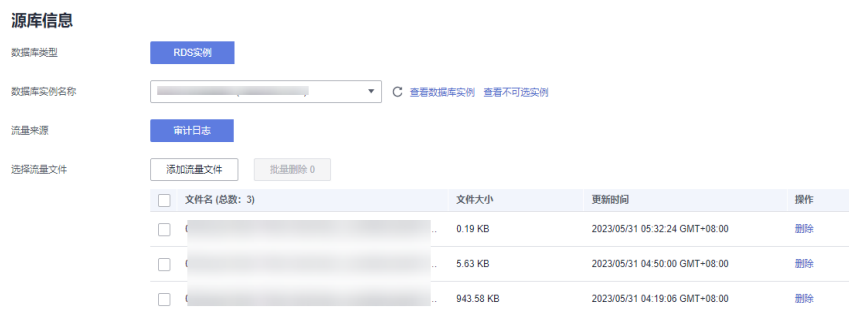 源库信息
数据库类型 RDS实例
数据库实例名称 查看数据库实例 查看不可选实例
流量来源 审计日志
选择流量文件 添加流量文件 批量删除 0
文件名 (总数：3) 文件大小 更新时间 操作
0.19 KB 2023/05/31 05:32:24 GMT+08:00 删除
5.63 KB 2023/05/31 04:50:00 GMT+08:00 删除
943.58 KB 2023/05/31 04:19:06 GMT+08:00 删除